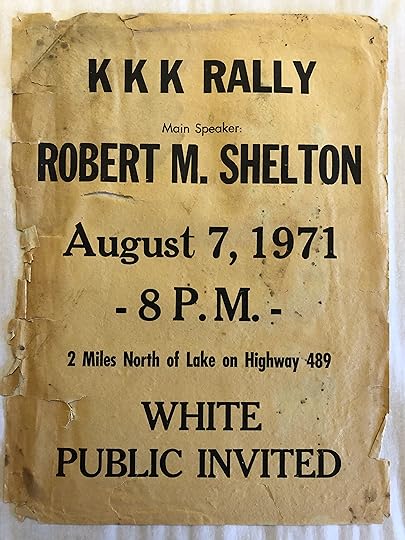 K K K RALLY
Main Speaker:
ROBERT M. SHELTON
August 7, 1971
- 8 P.M. -
2 Miles North of Lake on Highway 489
WHITE
PUBLIC INVITED